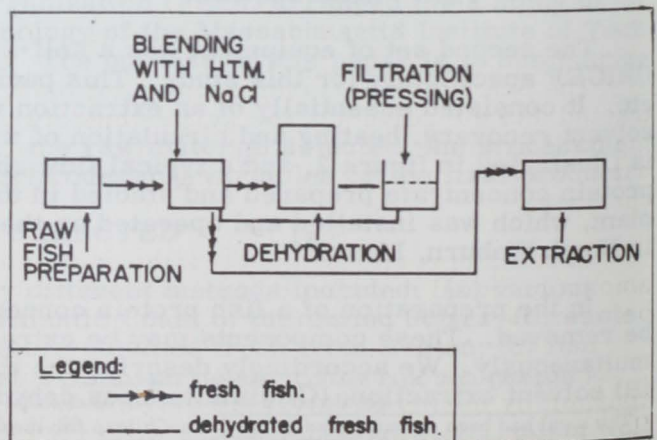 BLENDING
WITH H.T.M.
AND NaCl
FILTRATION
(PRESSING)
RAW
FISH
PREPARATION
DEHYDRATION
EXTRACTION
Legend:
fresh fish.
dehydrated fresh fish.